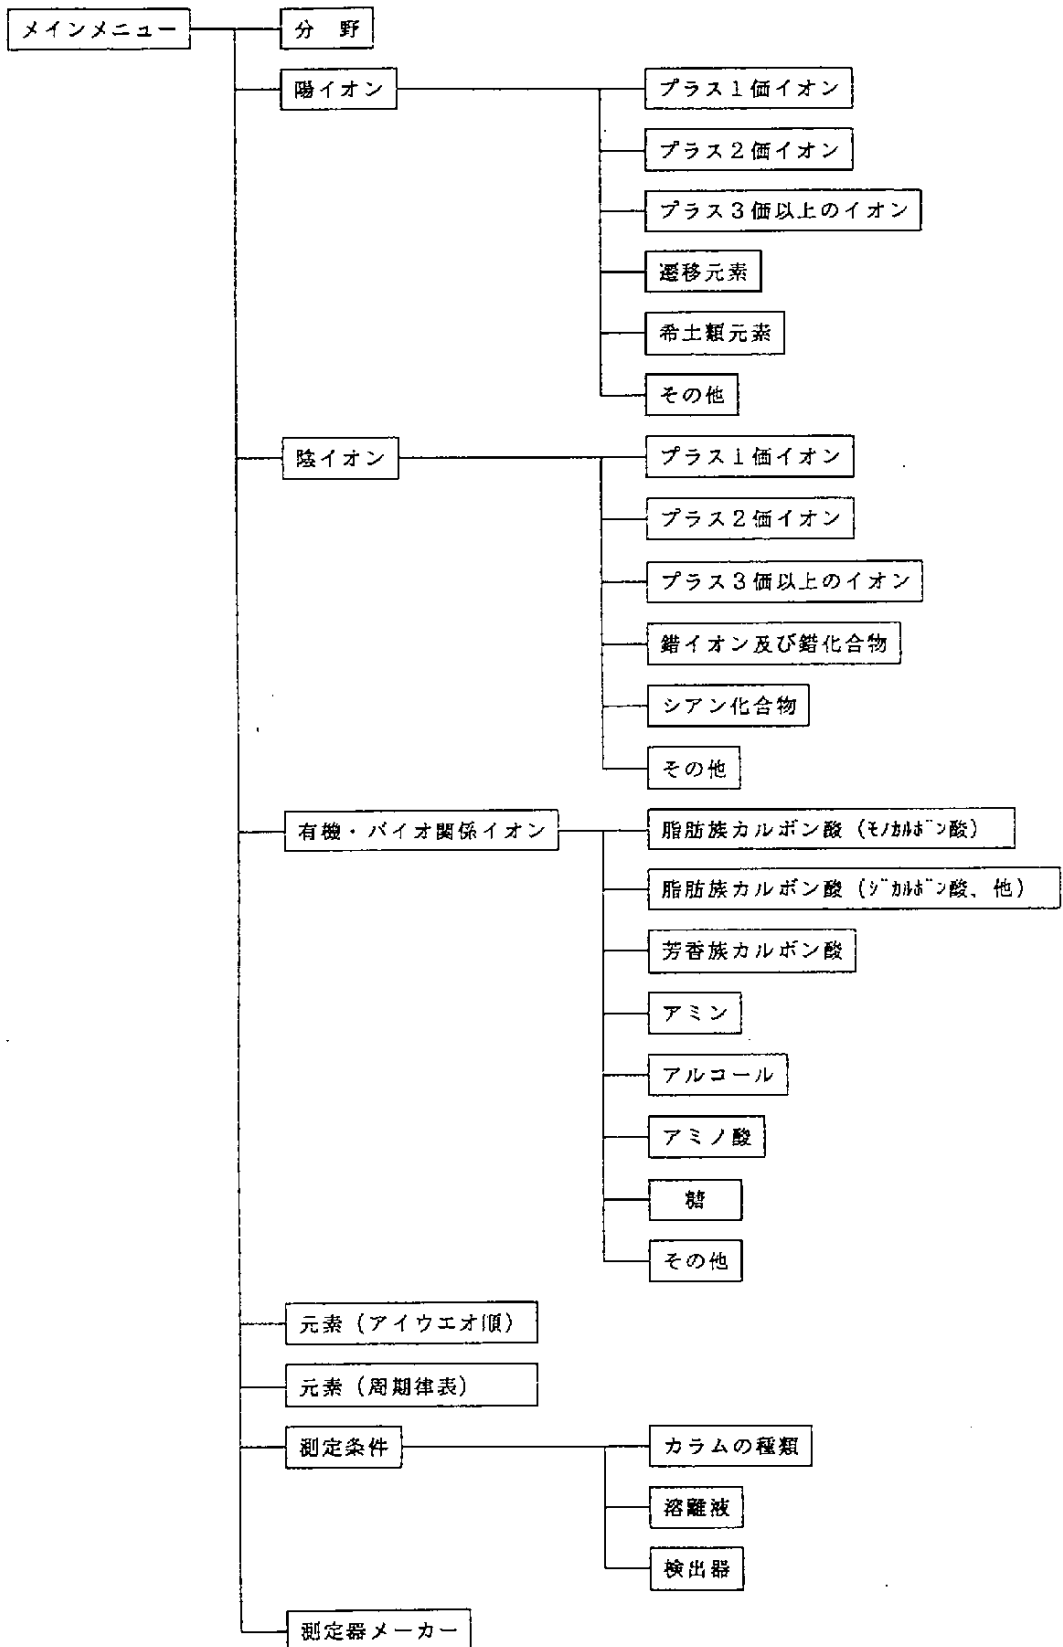 メインメニュー
分 野
陽イオン
プラス1価イオン
プラス2価イオン
プラス3価以上のイオン
遷移元素
希土類元素
その他
陰イオン
プラス1価イオン
プラス2価イオン
プラス3価以上のイオン
錯イオン及び錯化合物
シアン化合物
その他
有機・バイオ関係イオン
脂肪族カルボン酸（ﾓﾉｶﾙﾎﾞﾝ酸）
脂肪族カルボン酸（ｼﾞｶﾙﾎﾞﾝ酸、他）
芳香族カルボン酸
アミン
アルコール
アミノ酸
糖
その他
元素（アイウエオ順）
元素（周期律表）
測定条件
カラムの種類
溶離液
検出器
測定器メーカー